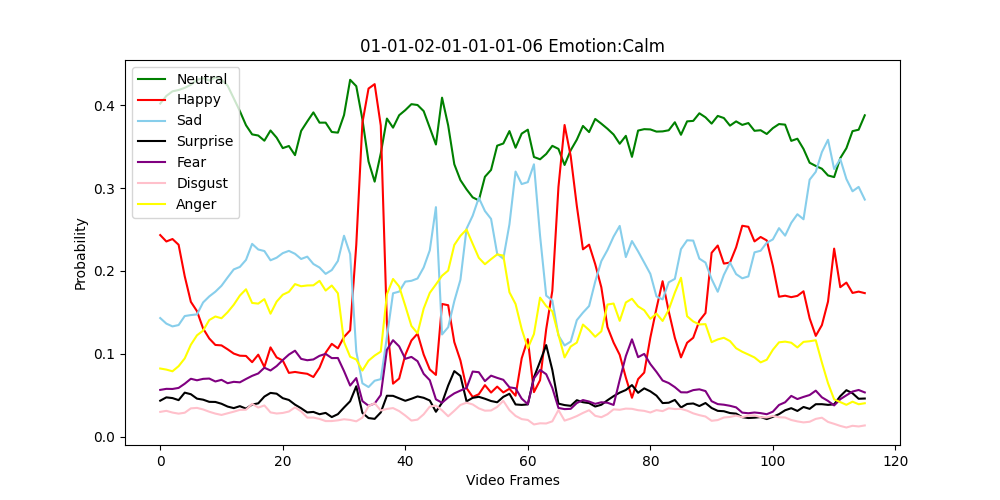 01-01-02-01-01-01-06 Emotion:Calm
Neutral
Happy
Sad
Surprise
Fear
Disgust
Anger
Probability
0.4
0.3
0.2
0.1
0.0
0 20 40 60 80 100 120
Video Frames